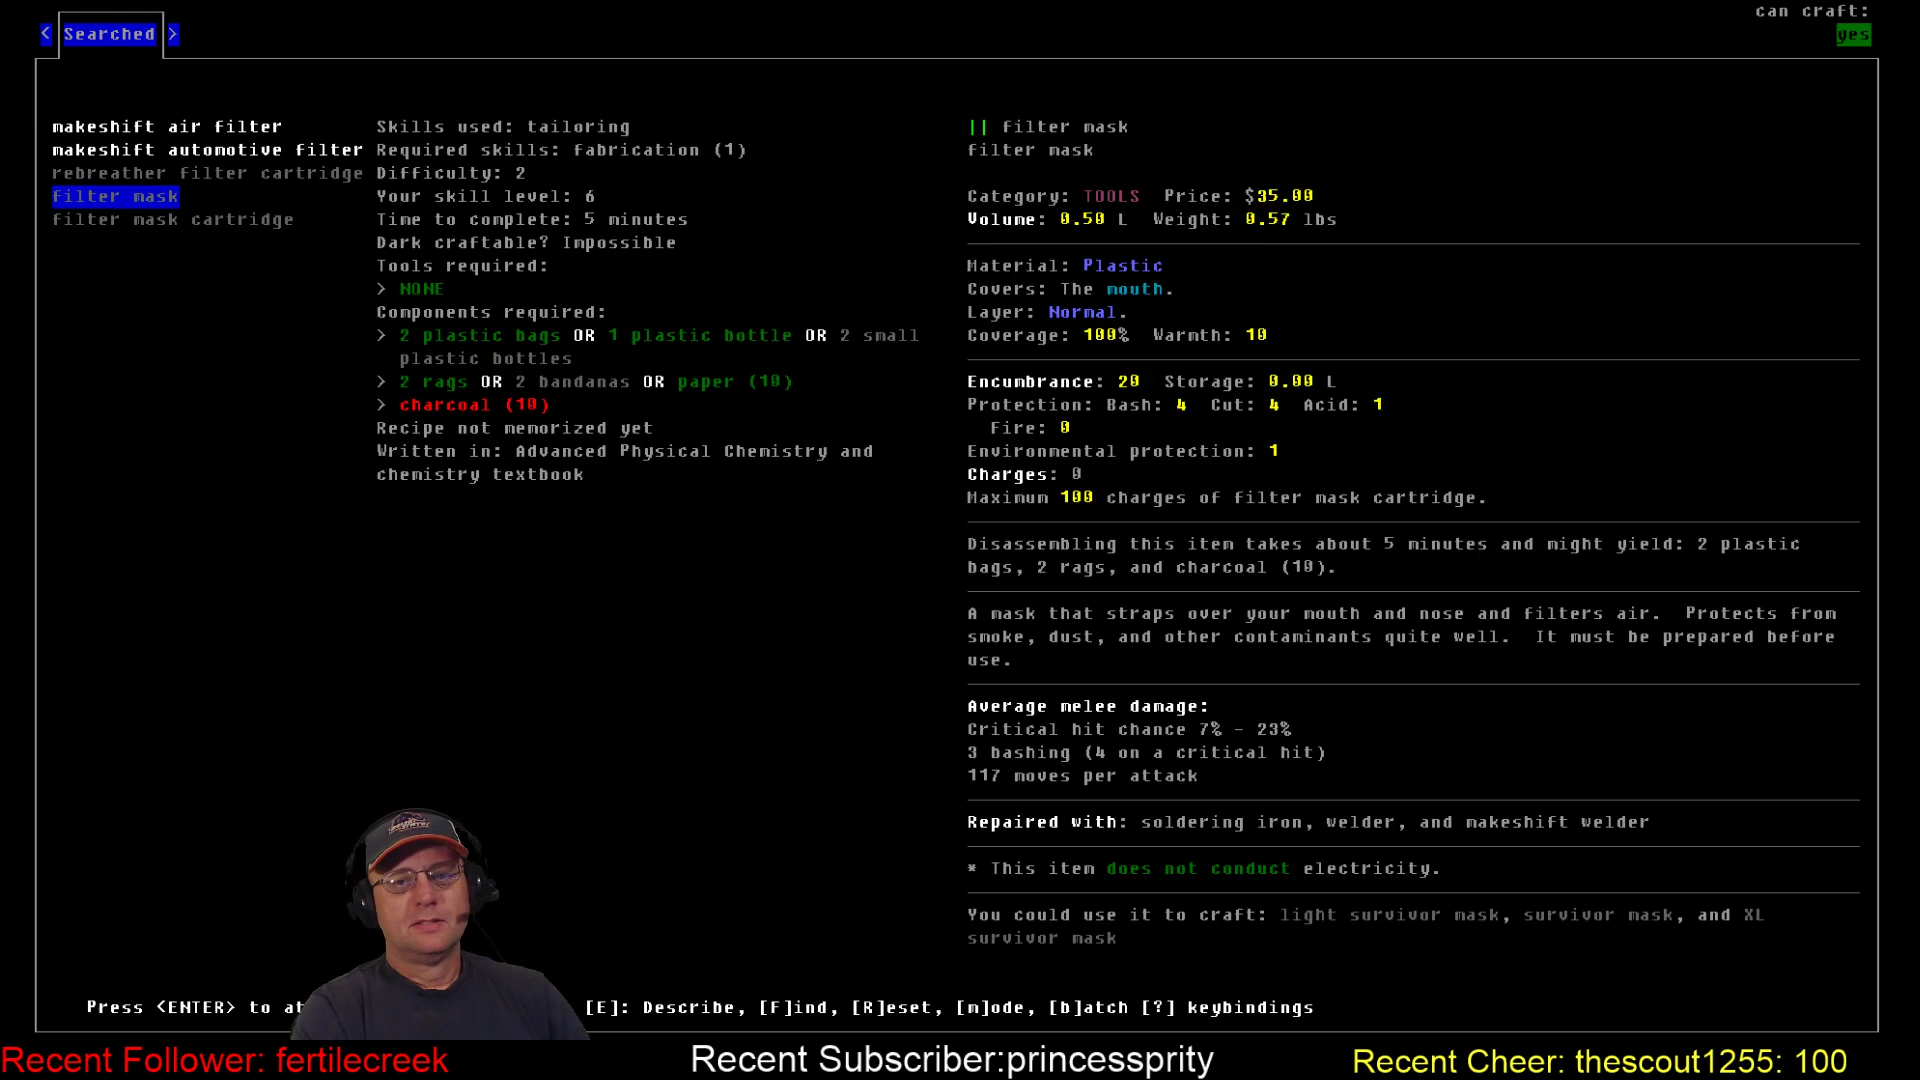 can craft:
< Searched >
yes
makeshift air filter
makeshift automotive filter
rebreather filter cartridge
filter mask
filter mask cartridge
Skills used: tailoring
Required skills: fabrication (1)
Difficulty: 2
Your skill level: 6
Time to complete: 5 minutes
Dark craftable? Impossible
Tools required:
> NONE
Components required:
> 2 plastic bags OR 1 plastic bottle OR 2 small
plastic bottles
> 2 rags OR 2 bandanas OR paper (10)
> charcoal (10)
Recipe not memorized yet
Written in: Advanced Physical Chemistry and
chemistry textbook
|| filter mask
filter mask
Category: TOOLS Price: $35.00
Volume: 0.50 L Weight: 0.57 lbs
Material: Plastic
Covers: The mouth.
Layer: Normal.
Coverage: 100% Warmth: 10
Encumbrance: 20 Storage: 0.00 L
Protection: Bash: 4 Cut: 4 Acid: 1
Fire: 0
Environmental protection: 1
Charges: 0
Maximum 100 charges of filter mask cartridge.
Disassembling this item takes about 5 minutes and might yield: 2 plastic
bags, 2 rags, and charcoal (10).
A mask that straps over your mouth and nose and filters air. Protects from
smoke, dust, and other contaminants quite well. It must be prepared before
use.
Average melee damage:
Critical hit chance 7% - 23%
3 bashing (4 on a critical hit)
117 moves per attack
Repaired with: soldering iron, welder, and makeshift welder
* This item does not conduct electricity.
You could use it to craft: light survivor mask, survivor mask, and XL
survivor mask
Press <ENTER> to at [E]: Describe, [F]ind, [R]eset, [m]ode, [b]atch [?] keybindings
Recent Follower: fertilecreek
Recent Subscriber:princessprity
Recent Cheer: thescout1255: 100